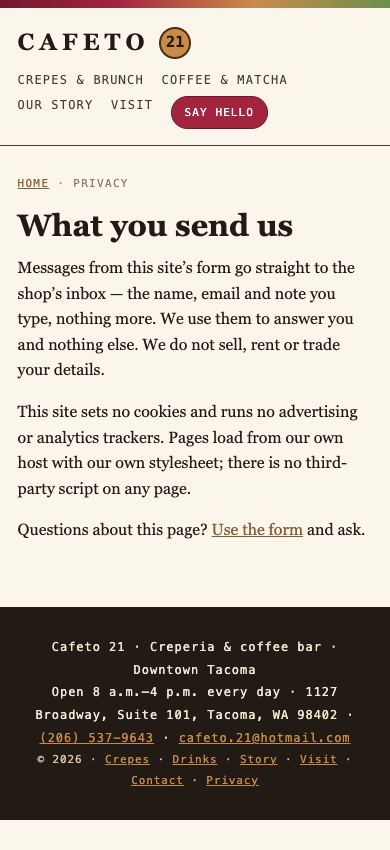 CAFETO 21
CREPES & BRUNCH COFFEE & MATCHA
OUR STORY VISIT SAY HELLO
HOME · PRIVACY
What you send us
Messages from this site’s form go straight to the
shop’s inbox — the name, email and note you
type, nothing more. We use them to answer you
and nothing else. We do not sell, rent or trade
your details.
This site sets no cookies and runs no advertising
or analytics trackers. Pages load from our own
host with our own stylesheet; there is no third-
party script on any page.
Questions about this page? Use the form and ask.
Cafeto 21 · Creperia & coffee bar ·
Downtown Tacoma
Open 8 a.m.–4 p.m. every day · 1127
Broadway, Suite 101, Tacoma, WA 98402 ·
(206) 537-9643 · cafeto.21@hotmail.com
© 2026 · Crepes · Drinks · Story · Visit ·
Contact · Privacy